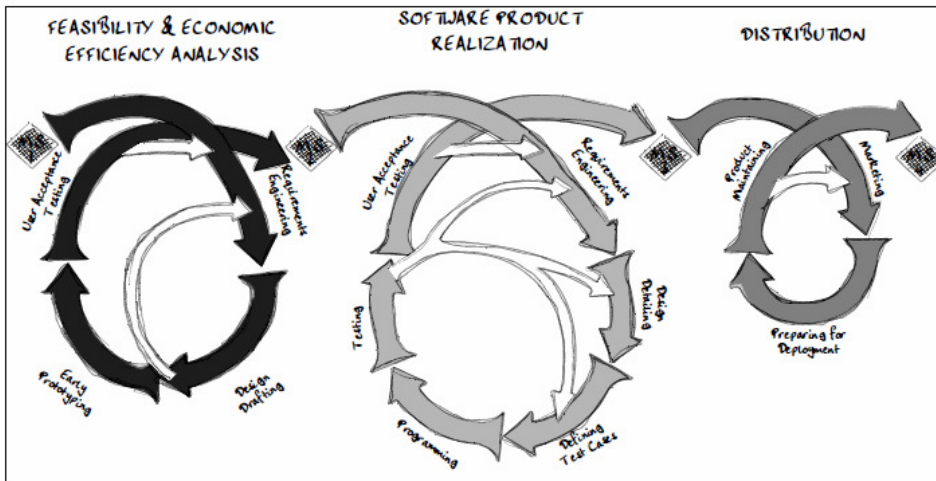 FEASIBILITY & ECONOMIC
EFFICIENCY ANALYSIS
User Acceptance
Testing
Requirements
Engineering
Early
Prototyping
Design
Drafting
SOFTWARE PRODUCT
REALIZATION
User Acceptance
Testing
Requirements
Engineering
Testing
Design
Detailing
Programming
Defining
Test Cases
DISTRIBUTION
Product
Maintaining
Marketing
Preparing for
Deployment